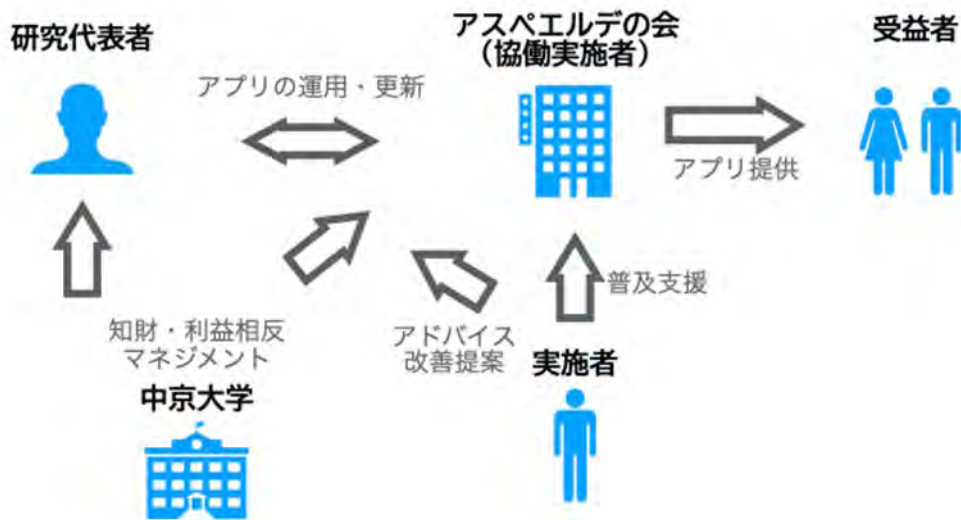 研究代表者
アスペエルデの会
（協働実施者）
受益者
アプリの運用・更新
アプリ提供
普及支援
知財・利益相反
マネジメント
アドバイス
改善提案
実施者
中京大学